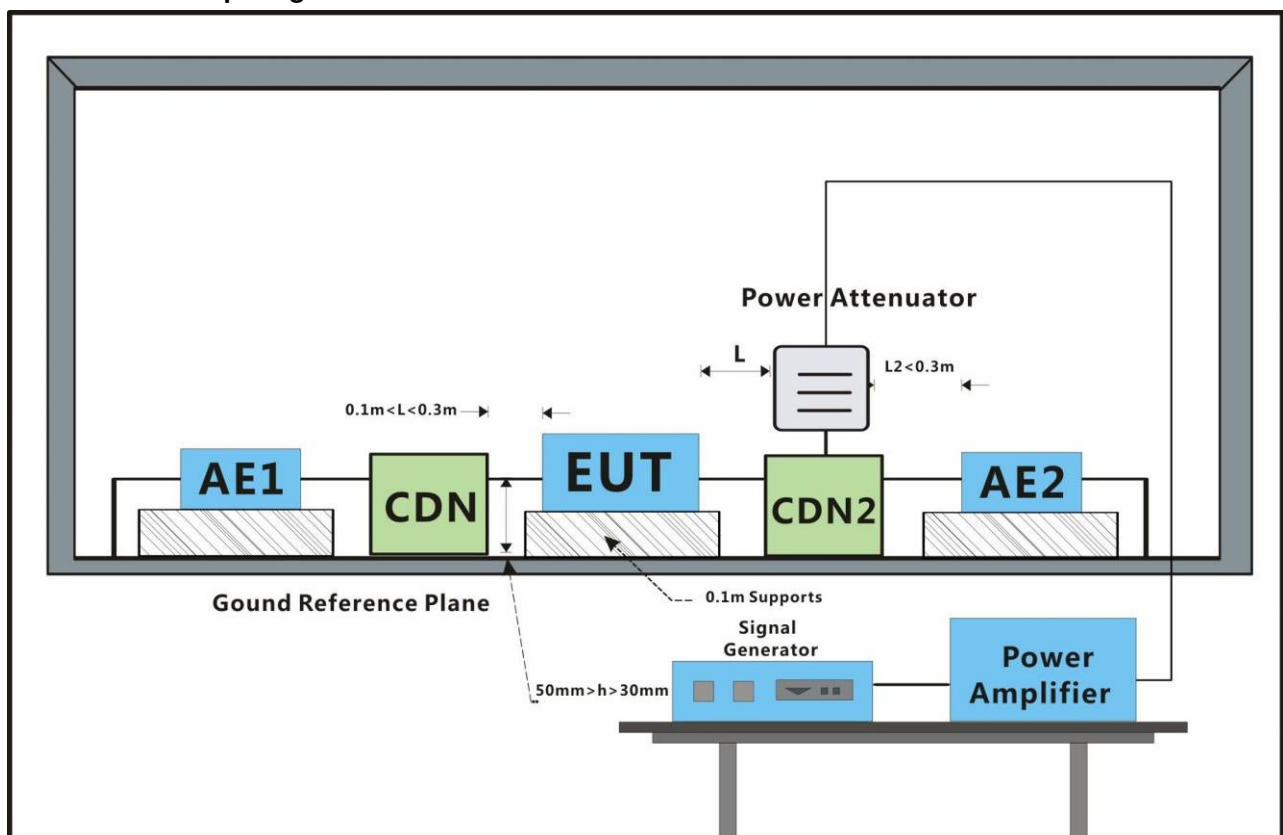 Power Attenuator
L
L2<0.3m
0.1m<L<0.3m
AE1
CDN
EUT
CDN2
AE2
Gound Reference Plane
0.1m Supports
Signal
Generator
50mm>h>30mm
Power
Amplifier